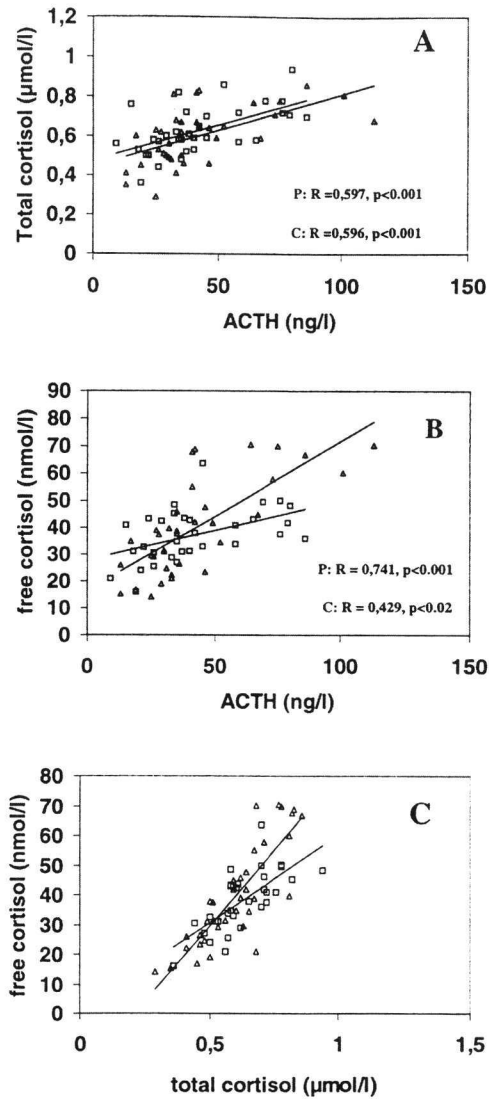 A
Total cortisol (µmol/l)
1,2
1
0,8
0,6
0,4
0,2
0
P: R =0,597, p<0.001
C: R =0,596, p<0.001
0 50 100 150
ACTH (ng/l)
B
free cortisol (nmol/l)
90
80
70
60
50
40
30
20
10
0
P: R = 0,741, p<0.001
C: R = 0,429, p<0.02
0 50 100 150
ACTH (ng/l)
C
free cortisol (nmol/l)
80
70
60
50
40
30
20
10
0
0 0,5 1 1,5
total cortisol (µmol/l)